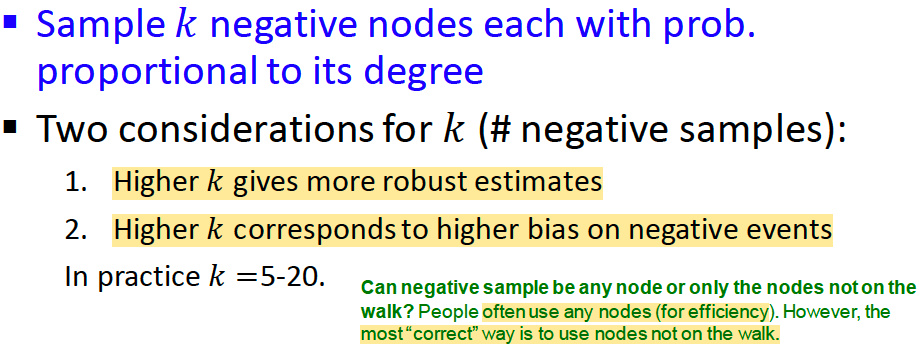 ▪ Sample k negative nodes each with prob.
proportional to its degree
▪ Two considerations for k (# negative samples):
1. Higher k gives more robust estimates
2. Higher k corresponds to higher bias on negative events
In practice k =5-20.
Can negative sample be any node or only the nodes not on the
walk? People often use any nodes (for efficiency). However, the
most “correct” way is to use nodes not on the walk.